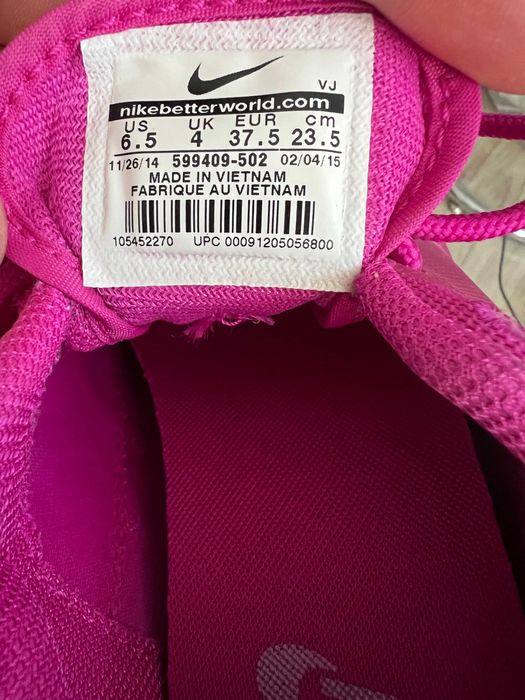 VJ
nikebetterworld.com
US UK EUR cm
6.5 4 37.5 23.5
11/26/14 599409-502 02/04/15
MADE IN VIETNAM
FABRIQUE AU VIETNAM
105452270 UPC 00091205056800